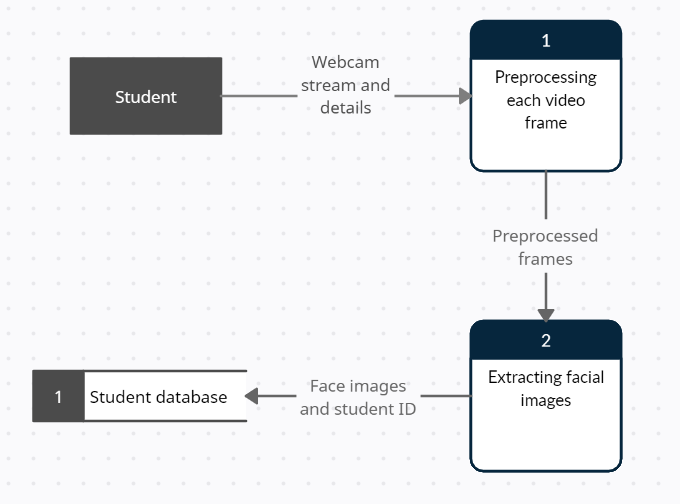 Student
Webcam
stream and
details
1
Preprocessing
each video
frame
Preprocessed
frames
2
Extracting facial
images
Face images
and student ID
1
Student database